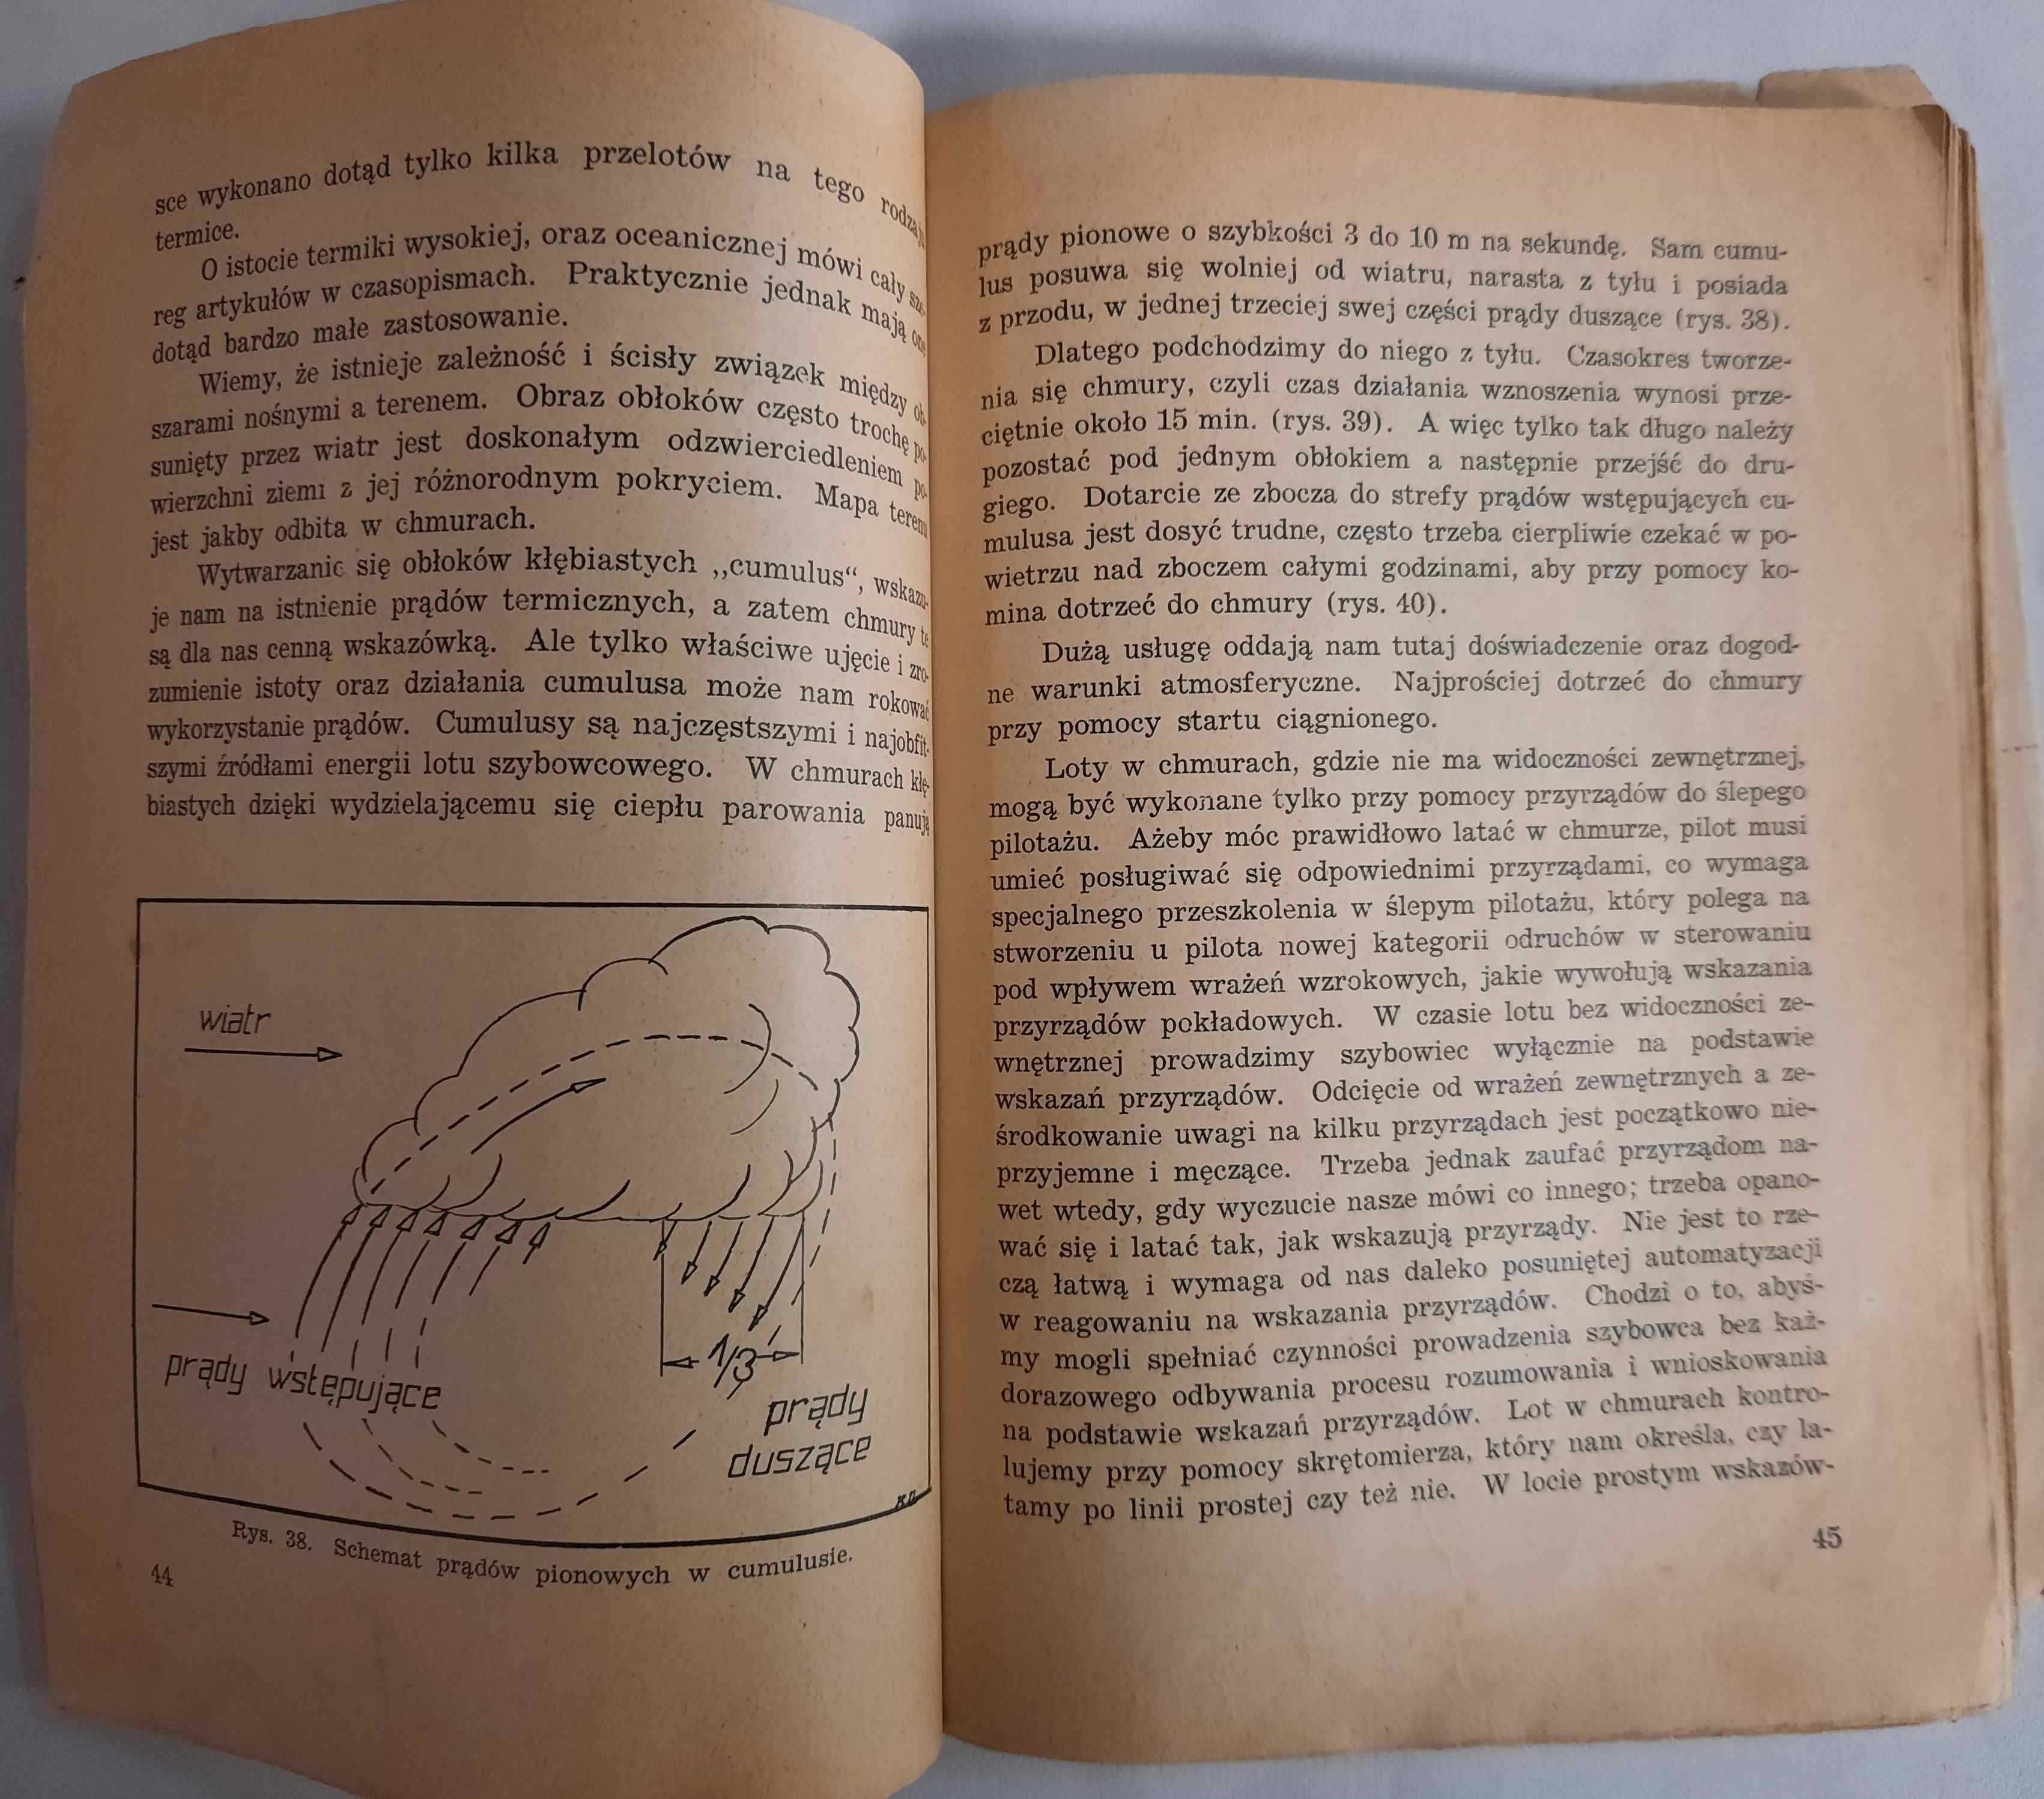 sce wykonano dotąd tylko kilka przelotów na tego rodzaju
termice.
O istocie termiki wysokiej, oraz oceanicznej mówi cały sze-
reg artykułów w czasopismach. Praktycznie jednak mają one
dotąd bardzo małe zastosowanie.
Wiemy, że istnieje zależność i ścisły związek między ob-
szarami nośnymi a terenem. Obraz obłoków często trochę po-
sunięty przez wiatr jest doskonałym odzwierciedleniem po-
wierzchni ziemi z jej różnorodnym pokryciem. Mapa terenu
jest jakby odbita w chmurach.
Wytwarzanie się obłoków kłębiastych „cumulus“, wskazu-
je nam na istnienie prądów termicznych, a zatem chmury te
są dla nas cenną wskazówką. Ale tylko właściwe ujęcie i zro-
zumienie istoty oraz działania cumulusa może nam rokować
wykorzystanie prądów. Cumulusy są najczęstszymi i najobfit-
szymi źródłami energii lotu szybowcowego. W chmurach kłę-
biastych dzięki wydzielającemu się ciepłu parowania panują
wiatr
prądy wstępujące
1/3
prądy
duszące
Rys. 38. Schemat prądów pionowych w cumulusie.
44
prądy pionowe o szybkości 3 do 10 m na sekundę. Sam cumu-
lus posuwa się wolniej od wiatru, narasta z tyłu i posiada
z przodu, w jednej trzeciej swej części prądy duszące (rys. 38).
Dlatego podchodzimy do niego z tyłu. Czasokres tworze-
nia się chmury, czyli czas działania wznoszenia wynosi prze-
ciętnie około 15 min. (rys. 39). A więc tylko tak długo należy
pozostać pod jednym obłokiem a następnie przejść do dru-
giego. Dotarcie ze zbocza do strefy prądów wstępujących cu-
mulusa jest dosyć trudne, często trzeba cierpliwie czekać w po-
wietrzu nad zboczem całymi godzinami, aby przy pomocy ko-
mina dotrzeć do chmury (rys. 40).
Dużą usługę oddają nam tutaj doświadczenie oraz dogod-
ne warunki atmosferyczne. Najprościej dotrzeć do chmury
przy pomocy startu ciągnionego.
Loty w chmurach, gdzie nie ma widoczności zewnętrznej,
mogą być wykonane tylko przy pomocy przyrządów do ślepego
pilotażu. Ażeby móc prawidłowo latać w chmurze, pilot musi
umieć posługiwać się odpowiednimi przyrządami, co wymaga
specjalnego przeszkolenia w ślepym pilotażu, który polega na
stworzeniu u pilota nowej kategorii odruchów w sterowaniu
pod wpływem wrażeń wzrokowych, jakie wywołują wskazania
przyrządów pokładowych. W czasie lotu bez widoczności ze-
wnętrznej prowadzimy szybowiec wyłącznie na podstawie
wskazań przyrządów. Odcięcie od wrażeń zewnętrznych a ze-
środkowanie uwagi na kilku przyrządach jest początkowo nie-
przyjemne i męczące. Trzeba jednak zaufać przyrządom na-
wet wtedy, gdy wyczucie nasze mówi co innego; trzeba opano-
wać się i latać tak, jak wskazują przyrządy. Nie jest to rze-
czą łatwą i wymaga od nas daleko posuniętej automatyzacji
w reagowaniu na wskazania przyrządów. Chodzi o to, abyś-
my mogli spełniać czynności prowadzenia szybowca bez każ-
dorazowego odbywania procesu rozumowania i wnioskowania
na podstawie wskazań przyrządów. Lot w chmurach kontro-
lujemy przy pomocy skrętomierza, który nam określa, czy la-
tamy po linii prostej czy też nie. W locie prostym wskazów-
45